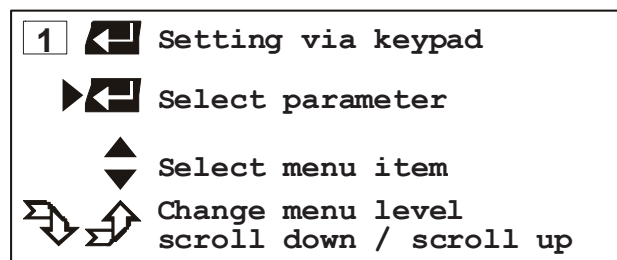 1 Setting via keypad
Select parameter
Select menu item
Change menu level
scroll down / scroll up